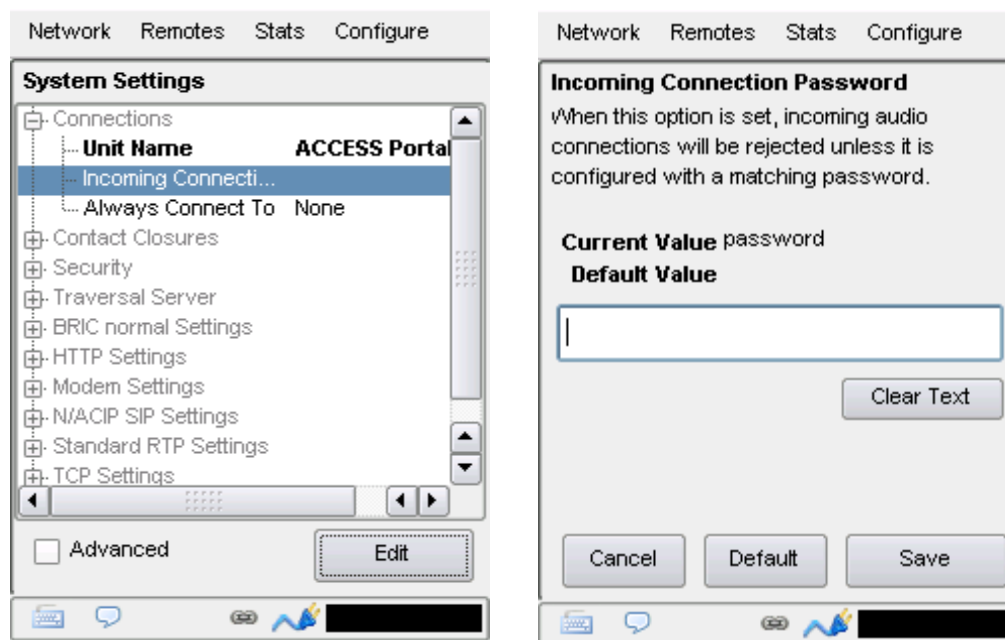 Network Remotes Stats Configure
System Settings
Connections
Unit Name ACCESS Portal
Incoming Connecti...
Always Connect To None
Contact Closures
Security
Traversal Server
BRIC normal Settings
HTTP Settings
Modem Settings
N/ACIP SIP Settings
Standard RTP Settings
TCP Settings
Advanced
Edit
Network Remotes Stats Configure
Incoming Connection Password
When this option is set, incoming audio
connections will be rejected unless it is
configured with a matching password.
Current Value password
Default Value
Clear Text
Cancel Default Save